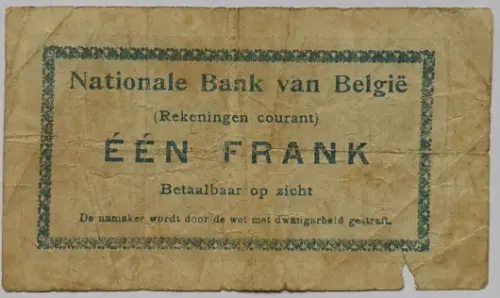 Nationale Bank van België
(Rekeningen courant)
ÉÉN FRANK
Betaalbaar op zicht
De namaker wordt door de wet met dwangarbeid gestraft.